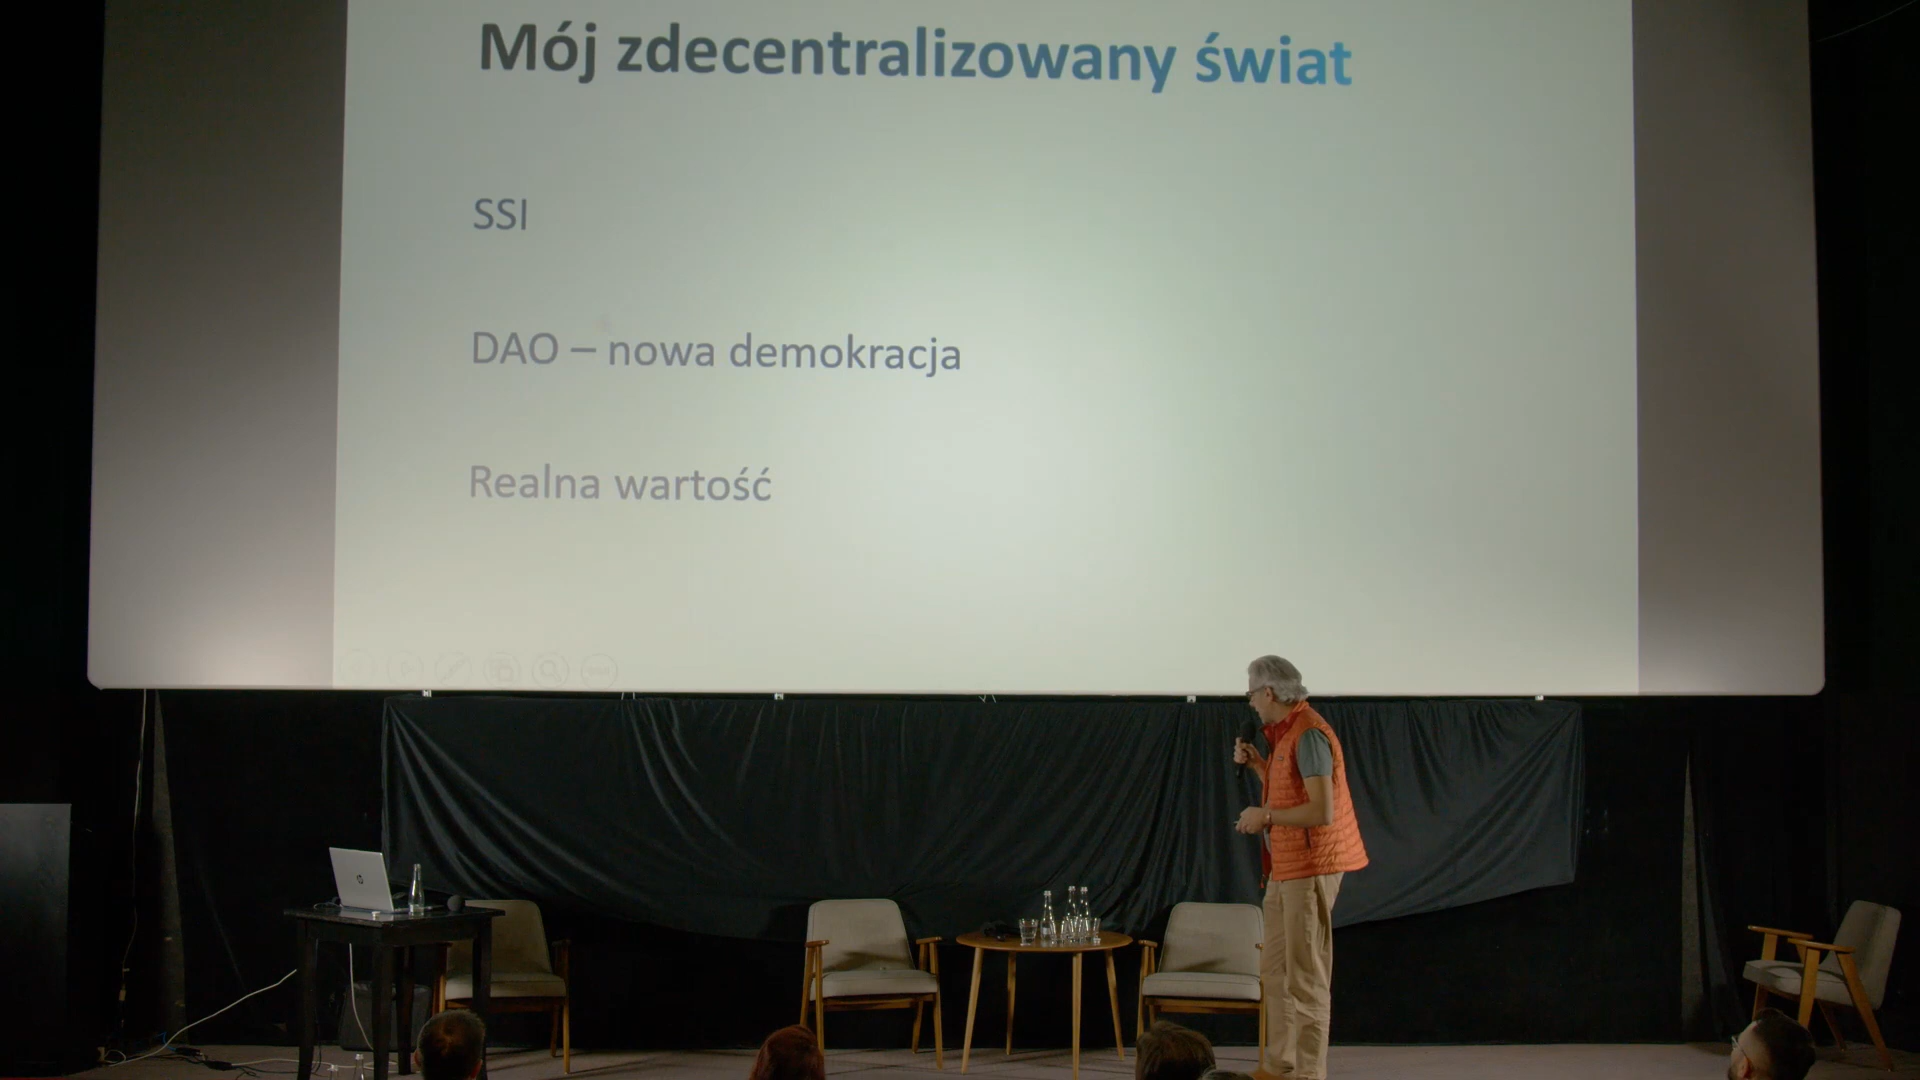 Mój zdecentralizowany świat
SSI
DAO – nowa demokracja
Realna wartość